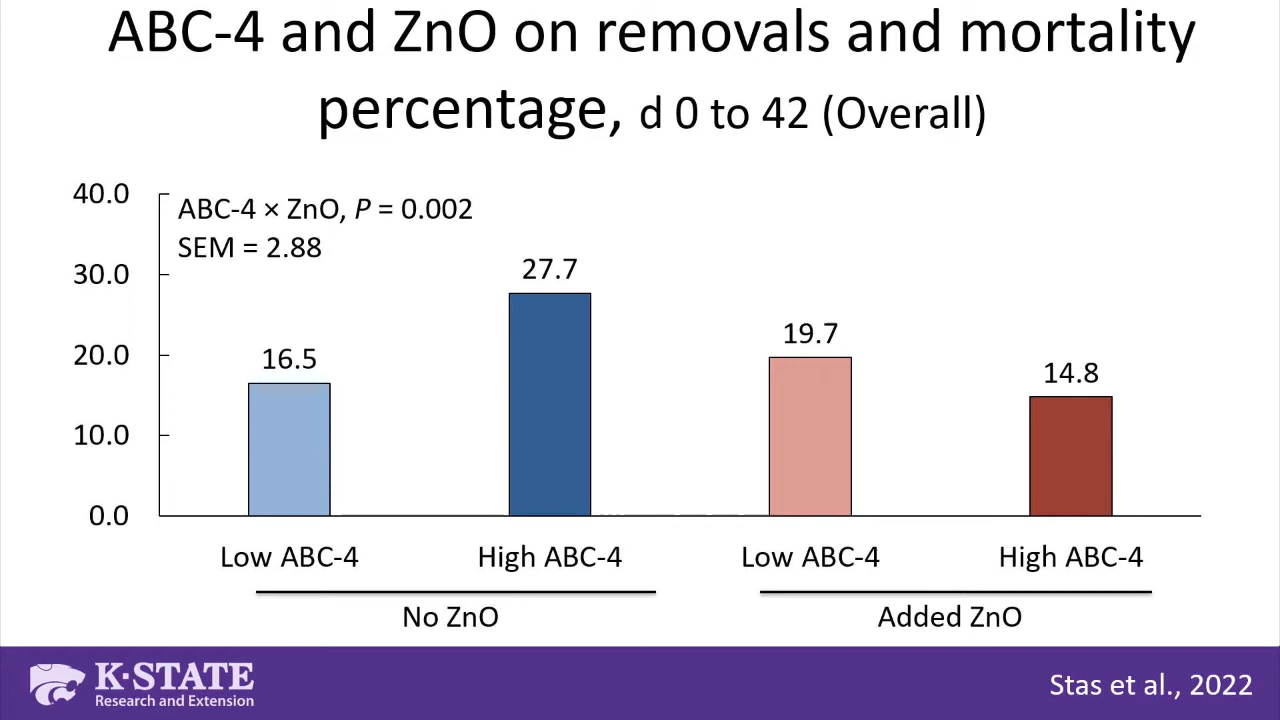 ABC-4 and ZnO on removals and mortality
percentage, d 0 to 42 (Overall)
40.0
ABC-4 × ZnO, P = 0.002
SEM = 2.88
30.0
27.7
20.0
19.7
16.5
14.8
10.0
0.0
Low ABC-4
High ABC-4
Low ABC-4
High ABC-4
No ZnO
Added ZnO
K-STATE
Research and Extension
Stas et al., 2022